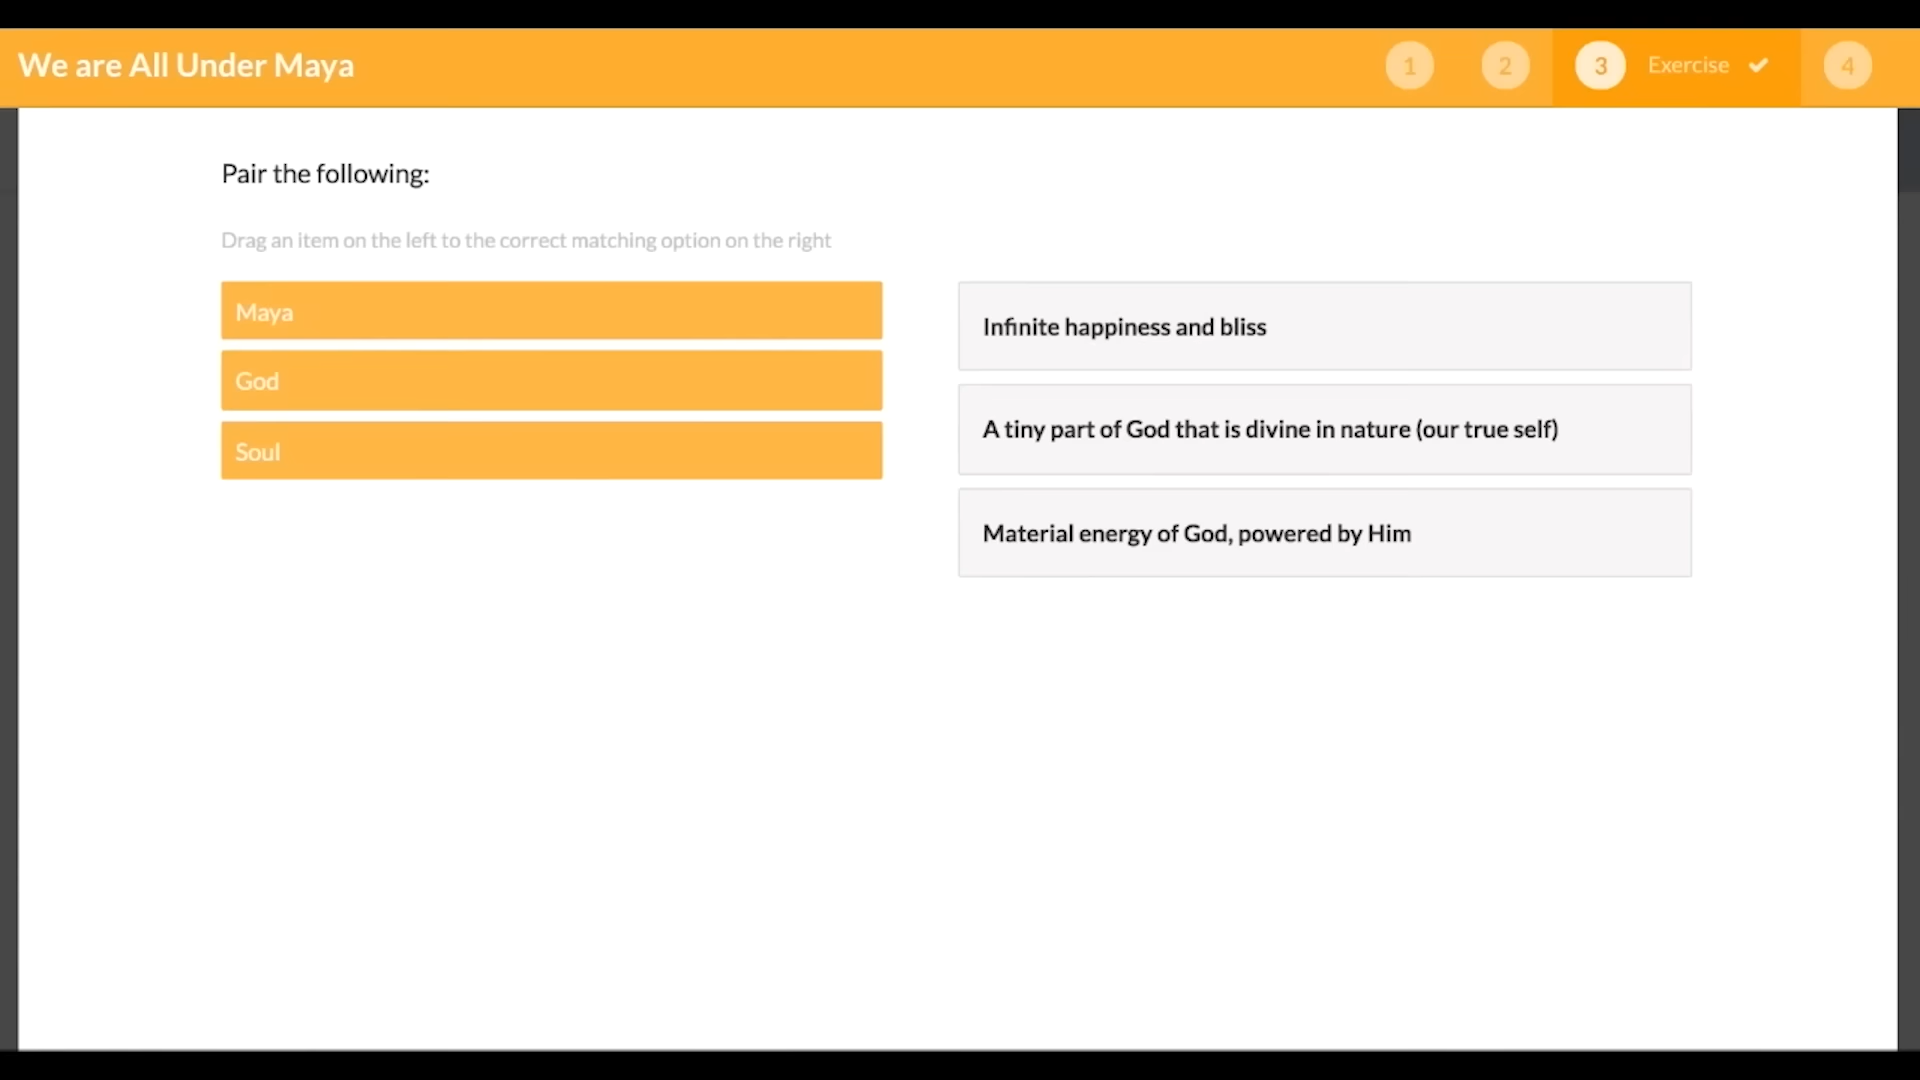 We are All Under Maya
1 2 3 Exercise 4
Pair the following:
Drag an item on the left to the correct matching option on the right
Maya
God
Soul
Infinite happiness and bliss
A tiny part of God that is divine in nature (our true self)
Material energy of God, powered by Him